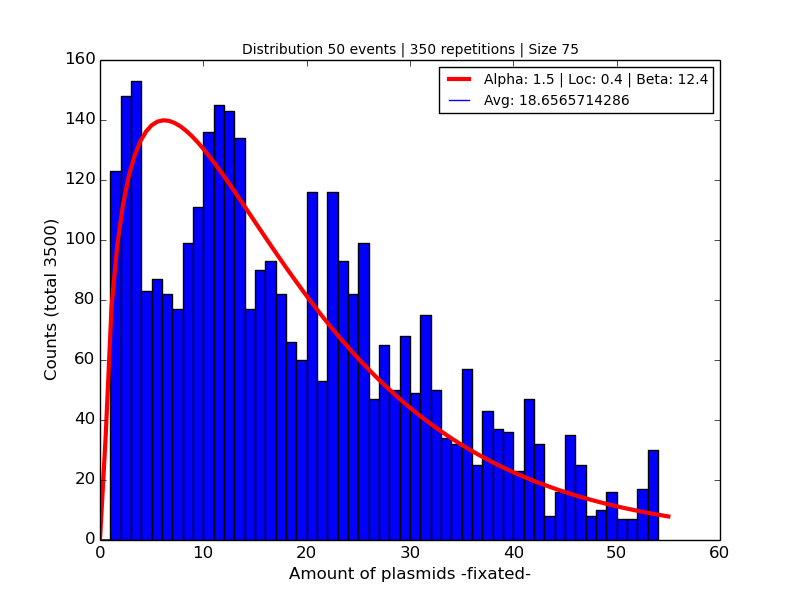 Distribution 50 events | 350 repetitions | Size 75
Alpha: 1.5 | Loc: 0.4 | Beta: 12.4
Avg: 18.6565714286
160
140
120
100
80
60
40
20
0
Counts (total 3500)
0 10 20 30 40 50 60
Amount of plasmids -fixated-